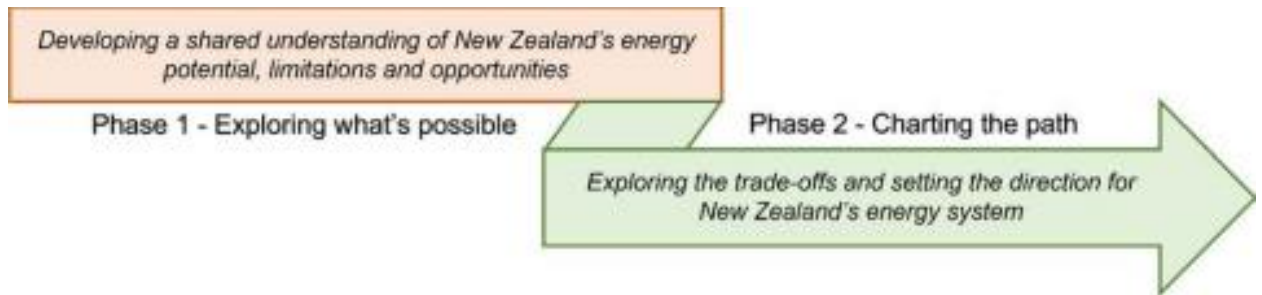 Developing a shared understanding of New Zealand's energy
potential, limitations and opportunities
Phase 1 - Exploring what's possible
Phase 2 - Charting the path
Exploring the trade-offs and setting the direction for
New Zealand's energy system